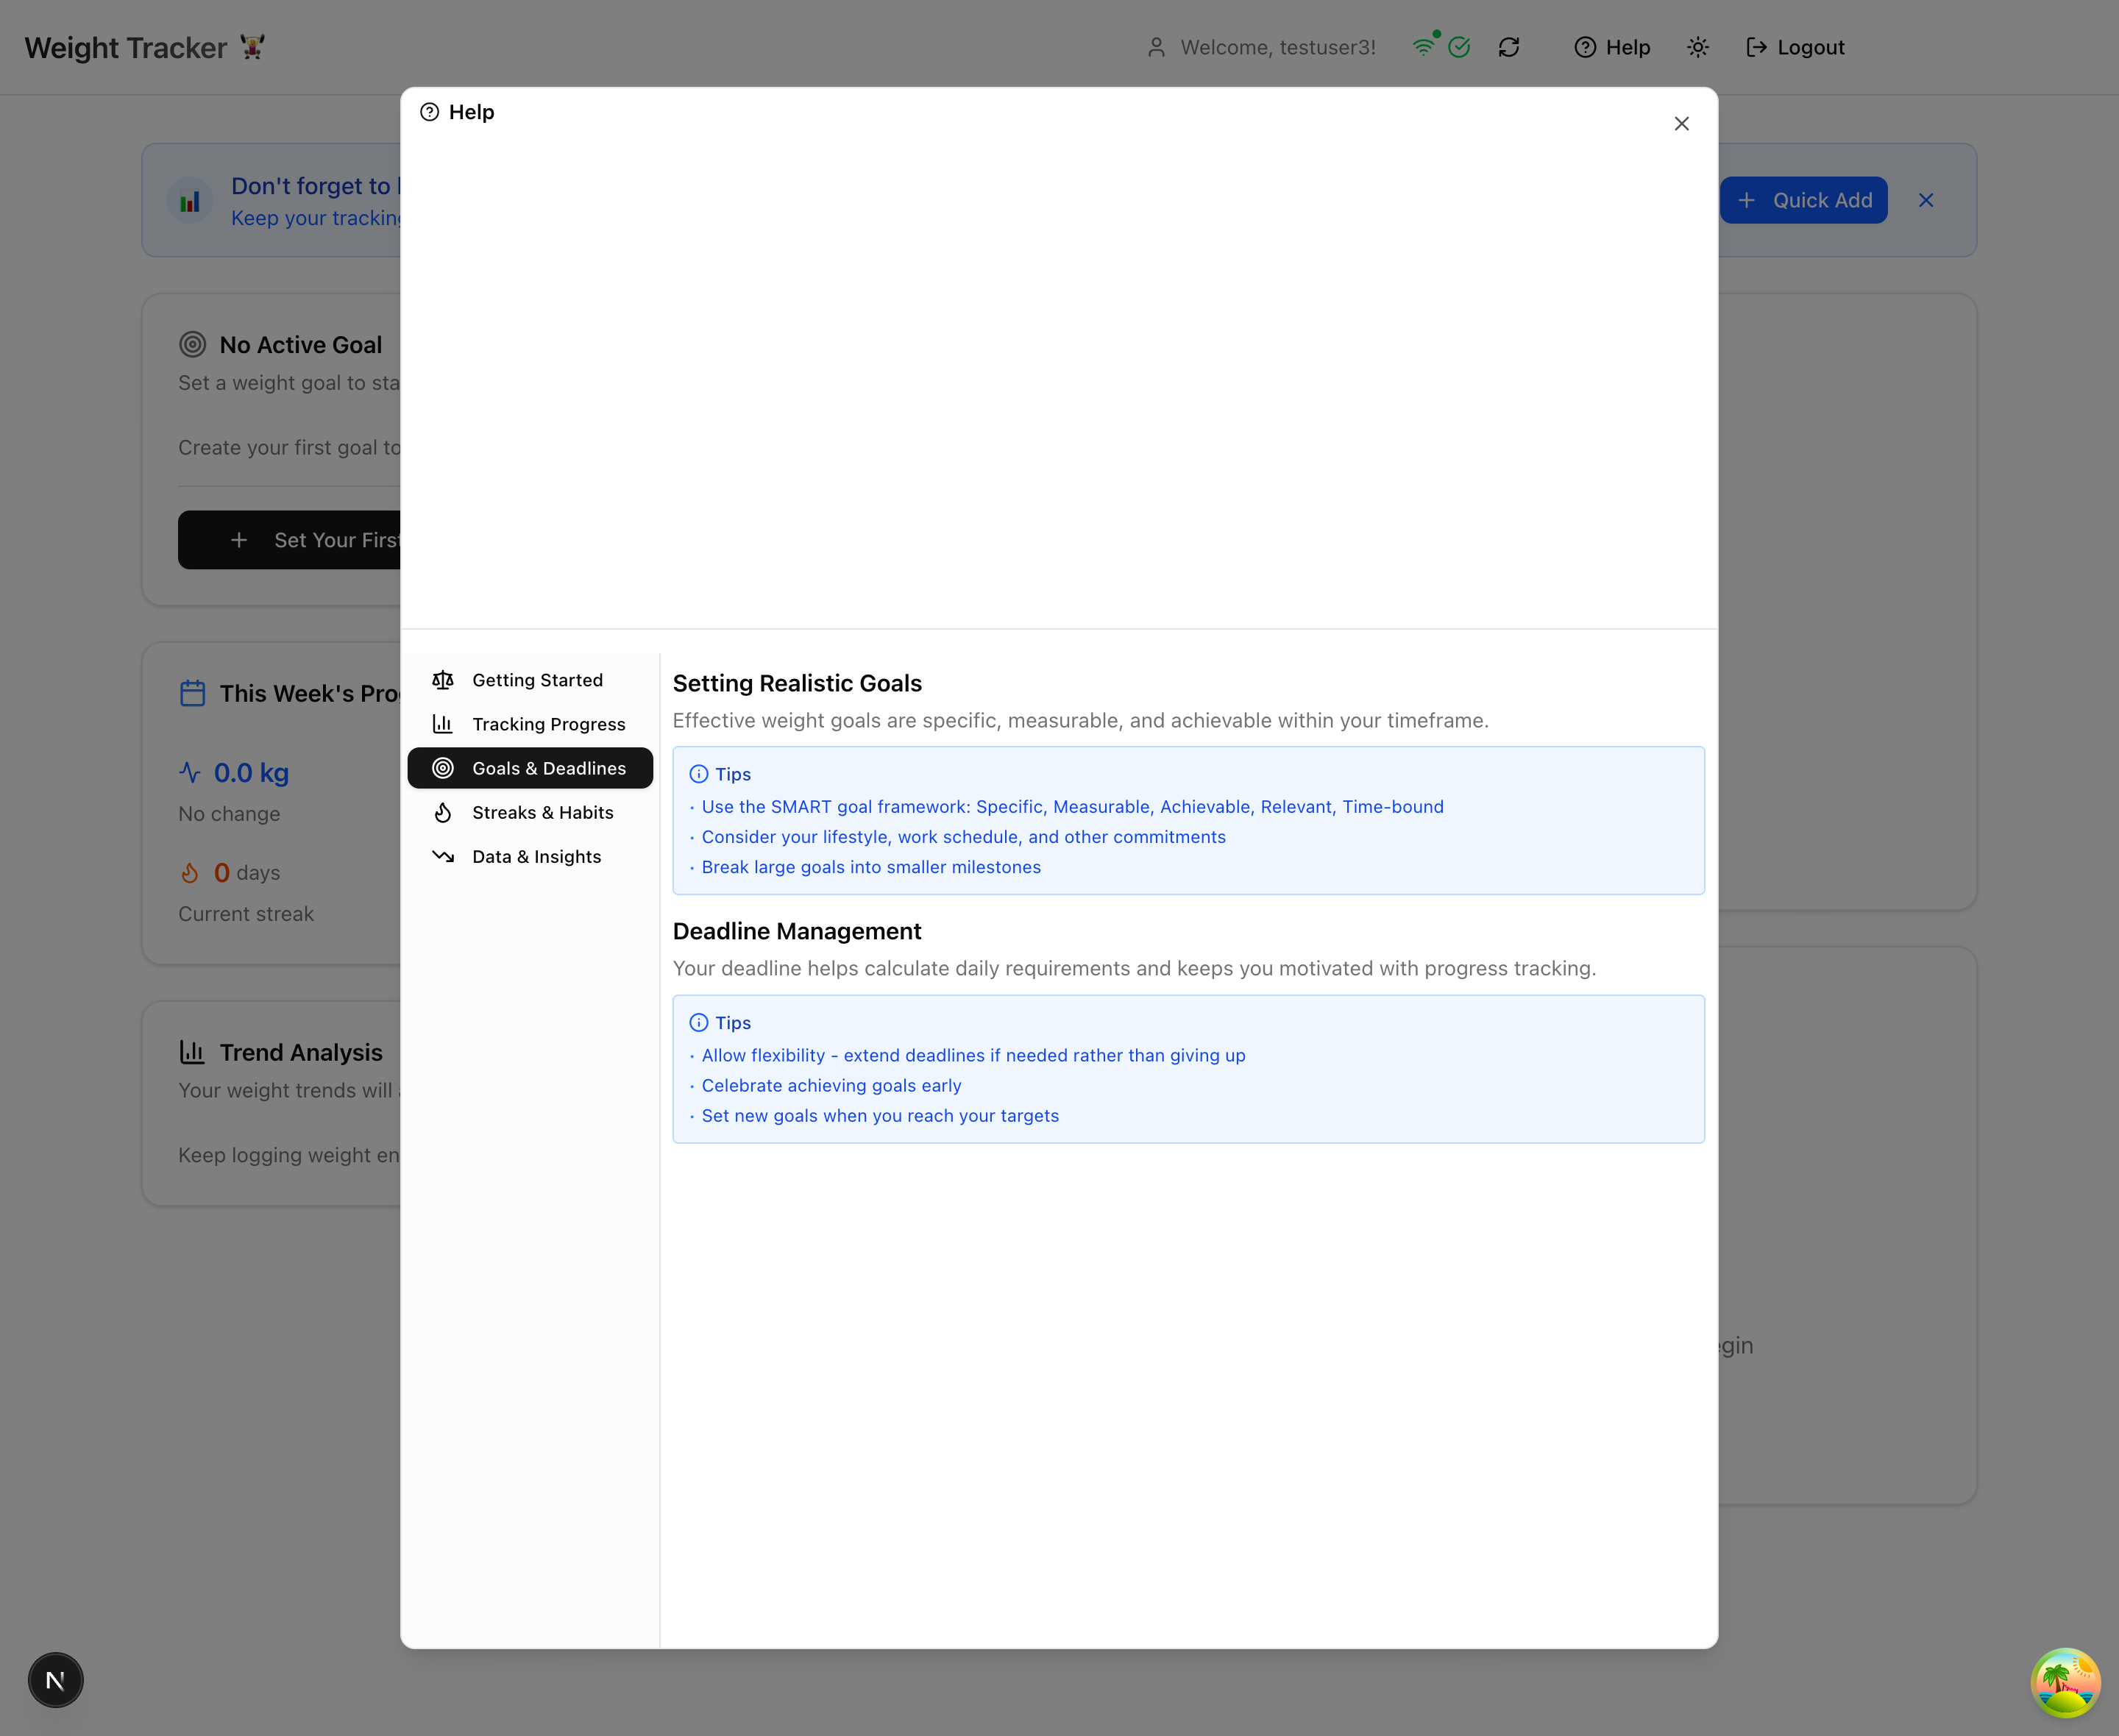 Weight Tracker
Welcome, testuser3!
Help
Logout
Help
Don't forget to
Keep your tracking
Quick Add
No Active Goal
Set a weight goal to sta
Create your first goal to
Set Your First
This Week's Pro
0.0 kg
No change
0 days
Current streak
Trend Analysis
Your weight trends will
Keep logging weight en
Getting Started
Tracking Progress
Goals & Deadlines
Streaks & Habits
Data & Insights
Setting Realistic Goals
Effective weight goals are specific, measurable, and achievable within your timeframe.
Tips
· Use the SMART goal framework: Specific, Measurable, Achievable, Relevant, Time-bound
· Consider your lifestyle, work schedule, and other commitments
· Break large goals into smaller milestones
Deadline Management
Your deadline helps calculate daily requirements and keeps you motivated with progress tracking.
Tips
· Allow flexibility - extend deadlines if needed rather than giving up
· Celebrate achieving goals early
· Set new goals when you reach your targets
gin
N